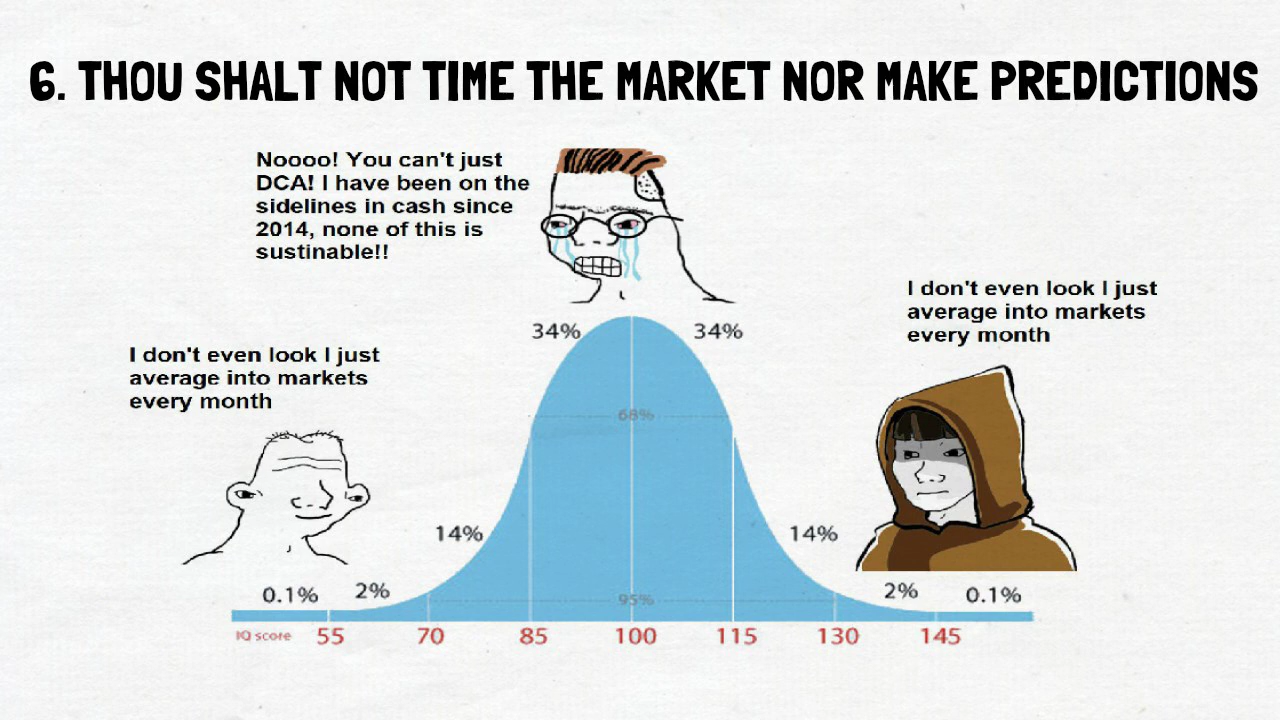 6. THOU SHALT NOT TIME THE MARKET NOR MAKE PREDICTIONS
Noooo! You can't just
DCA! I have been on the
sidelines in cash since
2014, none of this is
sustinable!!
I don't even look I just
average into markets
every month
I don't even look I just
average into markets
every month
34%
34%
68%
14%
14%
0.1%
2%
95%
2%
0.1%
IQ score 55 70 85 100 115 130 145